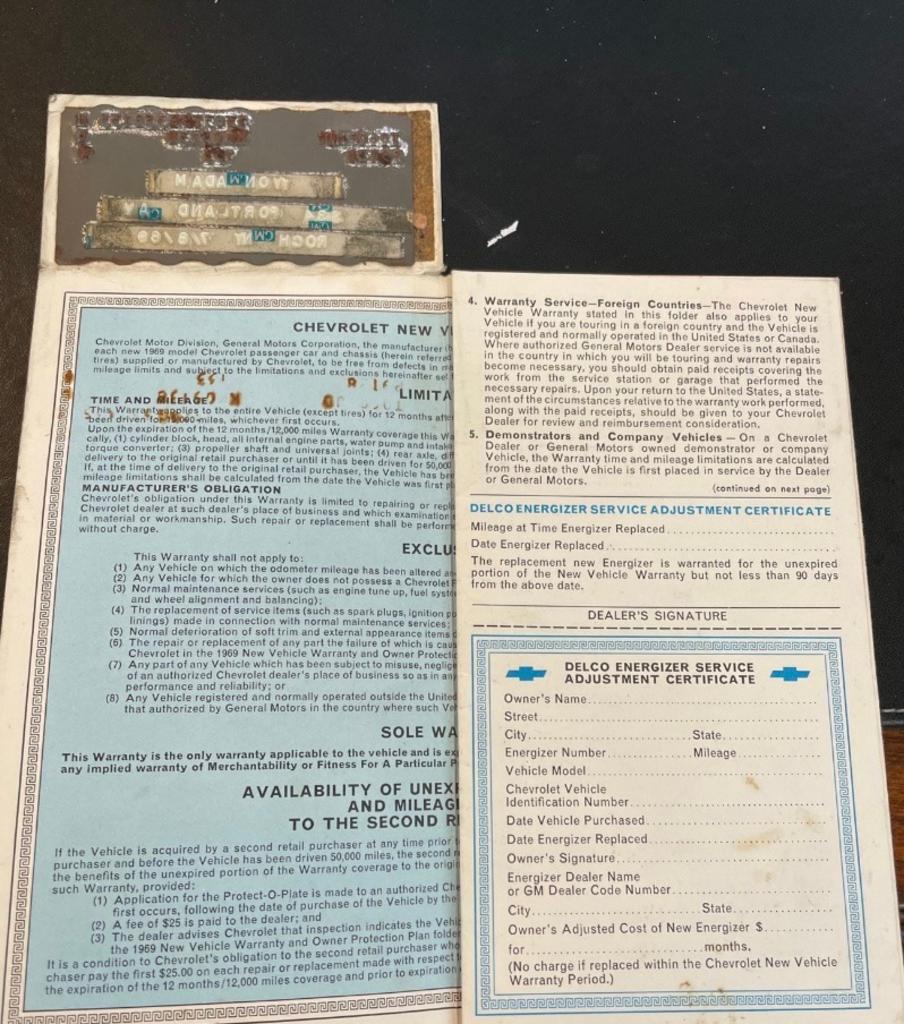 PORTLAND
ROCH 7/8/69
CHEVROLET NEW
Chevrolet Motor Division, General Motors Corporation, the manufacturer
each new 1969 model Chevrolet passenger car and chassis (herein referred
tires) supplied or manufactured by Chevrolet, to be free from defects in
mileage limits and subject to the limitations and exclusions hereinafter set
LIMITA
TIME AND MILEAGE
This Warranty applies to the entire Vehicle (except tires) for 12 months after
been driven for 12,000 miles, whichever first occurs.
Upon the expiration of the 12 months/12,000 miles Warranty coverage this
cally, (1) cylinder block, head, all internal engine parts, water pump and intake
torque converter; (3) propeller shaft and universal joints; (4) rear axle,
delivery to the original retail purchaser or until it has been driven for 50,000
If, at the time of delivery to the original retail purchaser, the Vehicle has
mileage limitations shall be calculated from the date the Vehicle was first
MANUFACTURER'S OBLIGATION
Chevrolet's obligation under this Warranty is limited to repairing or
Chevrolet dealer at such dealer's place of business and which examination
in material or workmanship. Such repair or replacement shall be perform
without charge.
EXCLU
This Warranty shall not apply to:
(1) Any Vehicle on which the odometer mileage has been altered
(2) Any Vehicle for which the owner does not possess a Chevrolet
(3) Normal maintenance services (such as engine tune up, fuel syste
and wheel alignment and balancing);
(4) The replacement of service items (such as spark plugs, ignition
linings) made in connection with normal maintenance services;
(5) Normal deterioration of soft trim and external appearance items
(6) The repair or replacement of any part the failure of which is cau
Chevrolet in the 1969 New Vehicle Warranty and Owner Protectio
(7) Any part of any Vehicle which has been subject to misuse, neglige
of an authorized Chevrolet dealer's place of business so as in any
performance and reliability; or
(8) Any Vehicle registered and normally operated outside the United
that authorized by General Motors in the country where such
SOLE WA
This Warranty is the only warranty applicable to the vehicle and is
any implied warranty of Merchantability or Fitness For A Particular
AVAILABILITY OF UNEX
AND MILEAG
TO THE SECOND
If the Vehicle is acquired by a second retail purchaser at any time prior
purchaser and before the Vehicle has been driven 50,000 miles, the second
the benefits of the unexpired portion of the Warranty coverage to the origi
such Warranty, provided:
(1) Application for the Protect-O-Plate is made to an authorized Che
first occurs, following the date of purchase of the Vehicle by the
(2) A fee of $25 is paid to the dealer; and
(3) The dealer advises Chevrolet that inspection indicates the Vehic
the 1969 New Vehicle Warranty and Owner Protection Plan folder
It is a condition to Chevrolet's obligation to the second retail purchaser who
chaser pay the first $25.00 on each repair or replacement made with respect
the expiration of the 12 months/12,000 miles coverage and prior to expiration
4. Warranty Service—Foreign Countries—The Chevrolet New
Vehicle Warranty stated in this folder also applies to your
Vehicle if you are touring in a foreign country and the Vehicle is
registered and normally operated in the United States or Canada.
Where authorized General Motors Dealer service is not available
in the country in which you will be touring and warranty repairs
become necessary, you should obtain paid receipts covering the
work from the service station or garage that performed the
necessary repairs. Upon your return to the United States, a state-
ment of the circumstances relative to the warranty work performed,
along with the paid receipts, should be given to your Chevrolet
Dealer for review and reimbursement consideration.
5. Demonstrators and Company Vehicles — On a Chevrolet
Dealer or General Motors owned demonstrator or company
Vehicle, the Warranty time and mileage limitations are calculated
from the date the Vehicle is first placed in service by the Dealer
or General Motors.
(continued on next page)
DELCO ENERGIZER SERVICE ADJUSTMENT CERTIFICATE
Mileage at Time Energizer Replaced
Date Energizer Replaced
The replacement new Energizer is warranted for the unexpired
portion of the New Vehicle Warranty but not less than 90 days
from the above date.
DEALER'S SIGNATURE
DELCO ENERGIZER SERVICE
ADJUSTMENT CERTIFICATE
Owner's Name
Street
City State
Energizer Number Mileage
Vehicle Model
Chevrolet Vehicle
Identification Number
Date Vehicle Purchased
Date Energizer Replaced
Owner's Signature
Energizer Dealer Name
or GM Dealer Code Number
City State
Owner's Adjusted Cost of New Energizer $
for months.
(No charge if replaced within the Chevrolet New Vehicle
Warranty Period.)